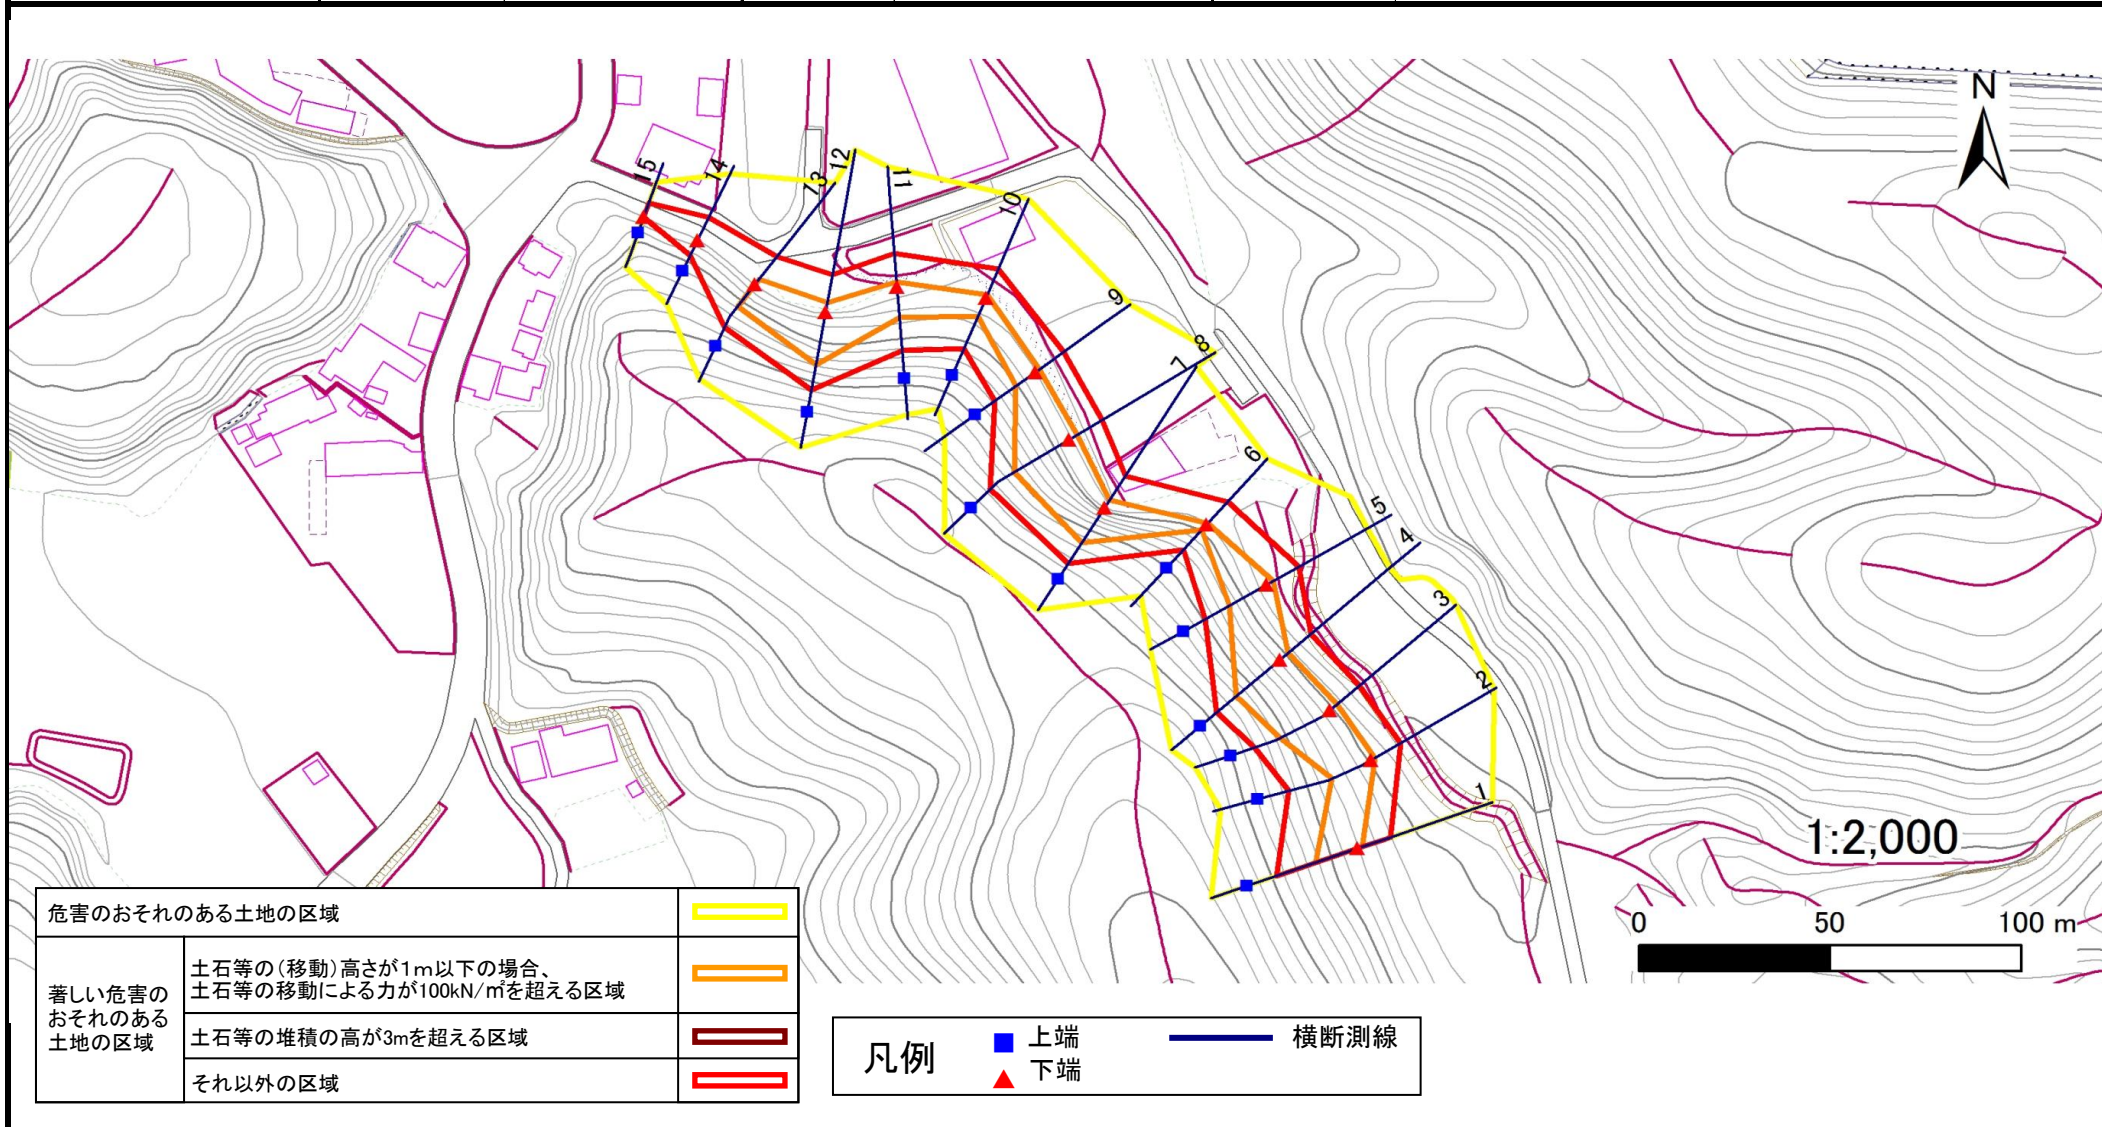 N
15
14
13
12
11
10
9
8
7
6
5
4
3
2
1
1:2,000
0 50 100 m
危害のおそれのある土地の区域
著しい危害の
おそれのある
土地の区域
土石等の(移動)高さが1m以下の場合、
土石等の移動による力が100kN/㎡を超える区域
土石等の堆積の高が3mを超える区域
それ以外の区域
凡例
上端
下端
横断測線